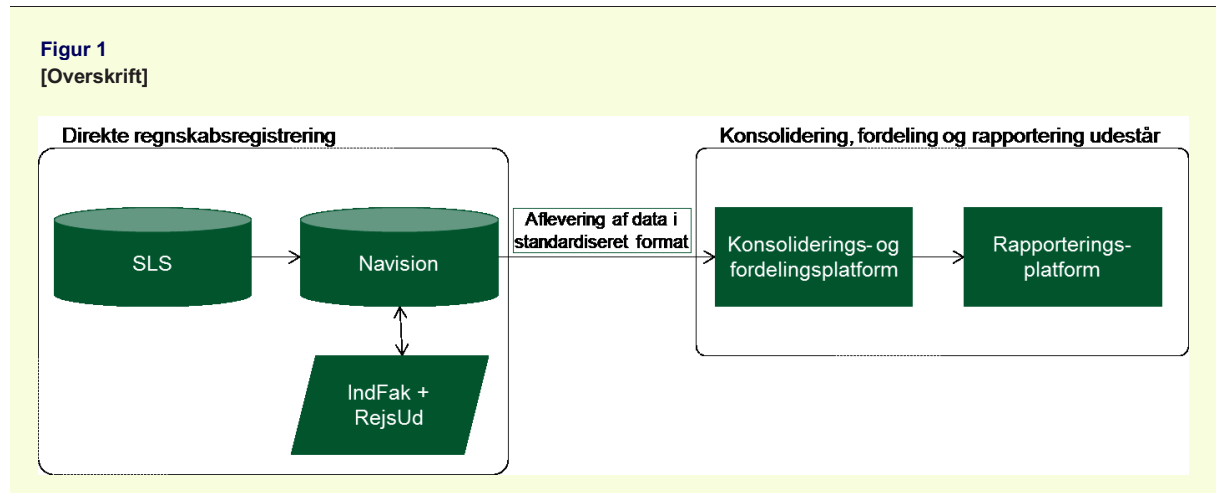 Figur 1
[Overskrift]
Direkte regnskabsregistrering
Konsolidering, fordeling og rapportering udestår
SLS
Navision
Aflevering af data i
standardiseret format
Konsoliderings- og
fordelingsplatform
Rapporterings-
platform
IndFak +
RejsUd